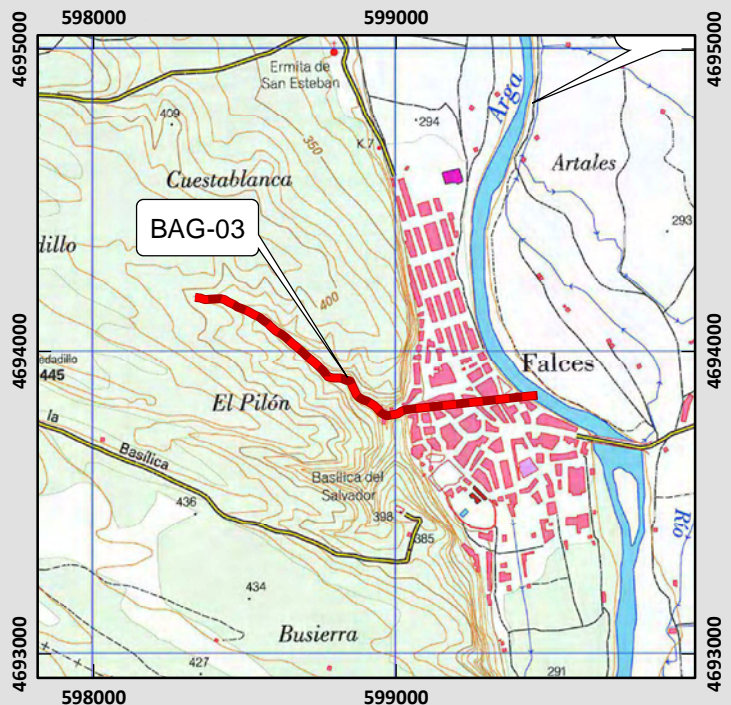 598000
599000
4695000
4695000
Ermita de
San Esteban
Arga
409
294
350
K.7
Artales
Cuestablanca
BAG-03
293
dillo
400
4694000
4694000
Falces
edadillo
445
El Pilón
la
Basílica
Basílica del
Salvador
436
398
385
Río
434
Busierra
427
291
4693000
4693000
598000
599000